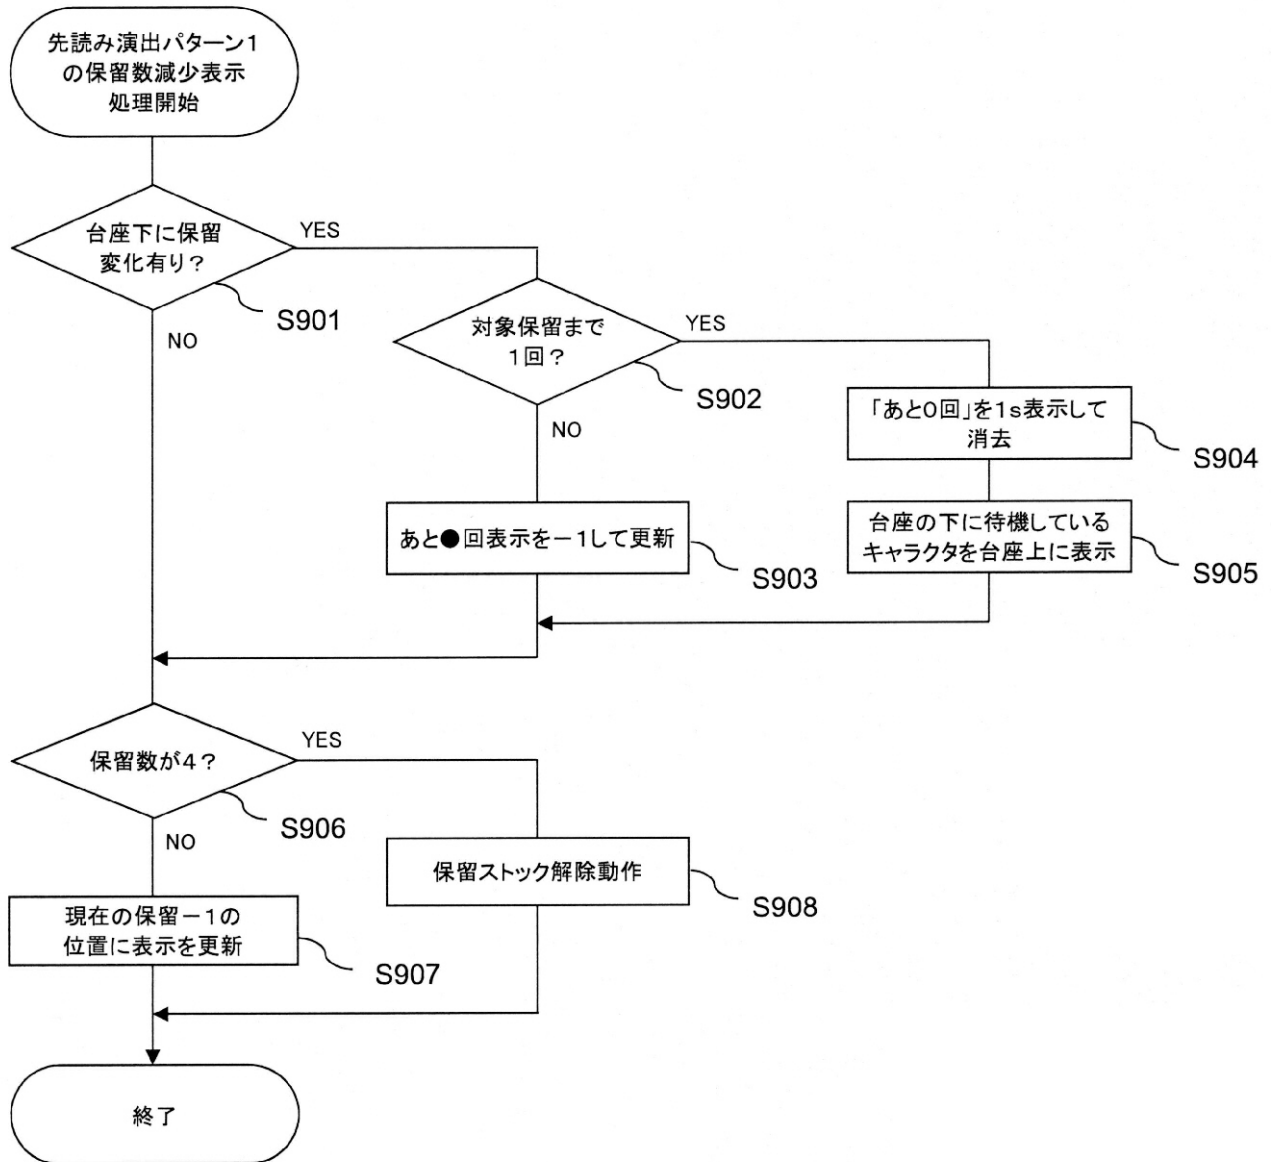 先読み演出パターン１
の保留数減少表示
処理開始
台座下に保留
変化有り？
YES
S901
NO
対象保留まで
１回？
YES
S902
NO
「あと０回」を１ｓ表示して
消去
S904
あと●回表示を－１して更新
S903
台座の下に待機している
キャラクタを台座上に表示
S905
保留数が４？
YES
S906
NO
保留ストック解除動作
S908
現在の保留－１の
位置に表示を更新
S907
終了